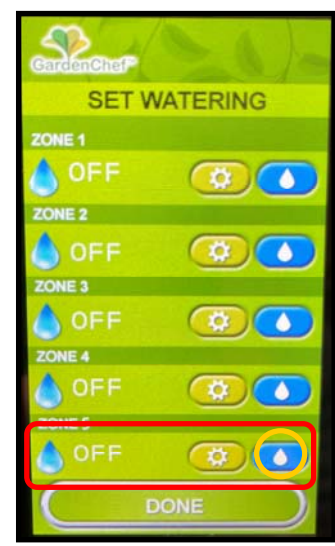 GardenChef™
SET WATERING
ZONE 1
OFF
ZONE 2
OFF
ZONE 3
OFF
ZONE 4
OFF
ZONE 5
OFF
DONE